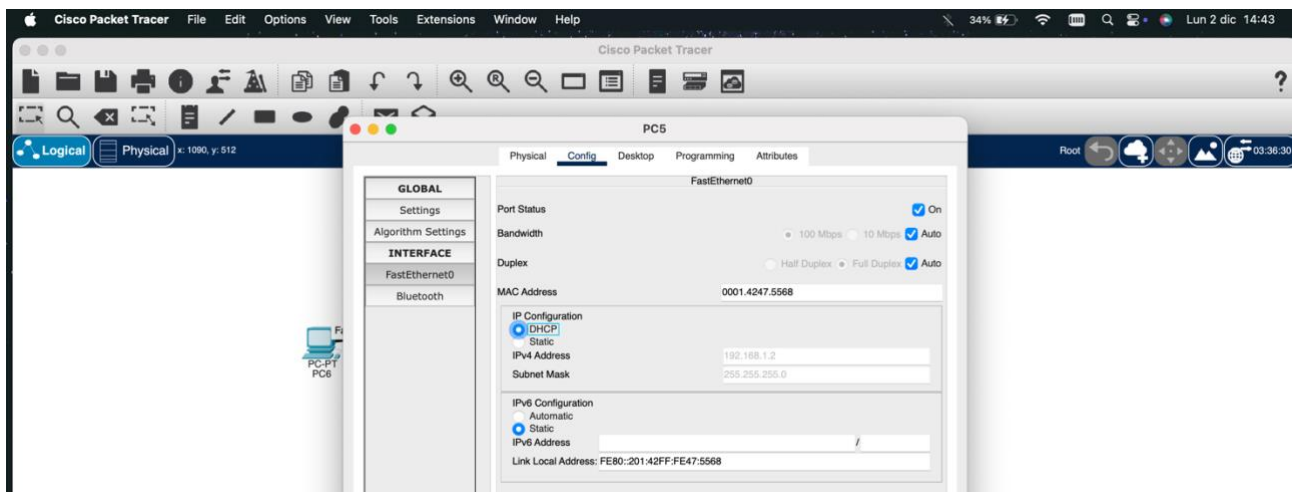 Cisco Packet Tracer File Edit Options View Tools Extensions Window Help 34% Lun 2 dic 14:43
Cisco Packet Tracer
?
PC5
Logical Physical x: 1090, y: 512 Root 03:36:30
Physical Config Desktop Programming Attributes
GLOBAL
Settings
Algorithm Settings
INTERFACE
FastEthernet0
Bluetooth
FastEthernet0
Port Status On
Bandwidth 100 Mbps 10 Mbps Auto
Duplex Half Duplex Full Duplex Auto
MAC Address 0001.4247.5568
IP Configuration
DHCP
Static
IPv4 Address 192.168.1.2
Subnet Mask 255.255.255.0
IPv6 Configuration
Automatic
Static
IPv6 Address /
Link Local Address: FE80::201:42FF:FE47:5568
Fa
PC-PT
PC6